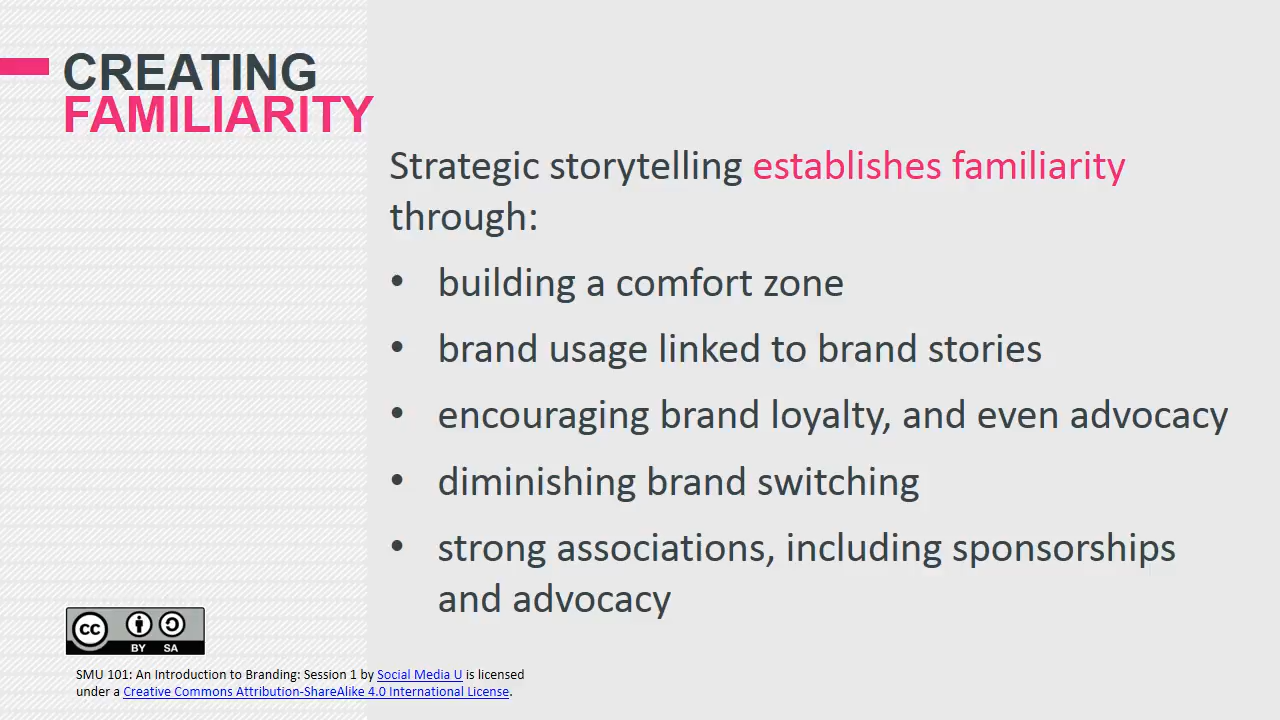 CREATING
FAMILIARITY
Strategic storytelling establishes familiarity
through:
• building a comfort zone
• brand usage linked to brand stories
• encouraging brand loyalty, and even advocacy
• diminishing brand switching
• strong associations, including sponsorships
and advocacy
cc
BY SA
SMU 101: An Introduction to Branding: Session 1 by Social Media U is licensed
under a Creative Commons Attribution-ShareAlike 4.0 International License.